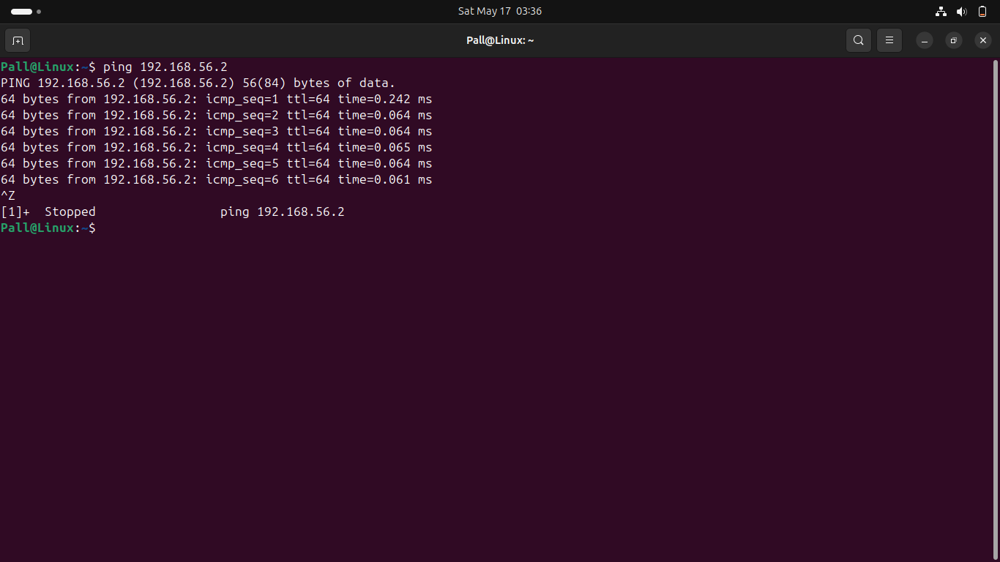 Sat May 17 03:36
Pall@Linux: ~
Pall@Linux:~$ ping 192.168.56.2
PING 192.168.56.2 (192.168.56.2) 56(84) bytes of data.
64 bytes from 192.168.56.2: icmp_seq=1 ttl=64 time=0.242 ms
64 bytes from 192.168.56.2: icmp_seq=2 ttl=64 time=0.064 ms
64 bytes from 192.168.56.2: icmp_seq=3 ttl=64 time=0.064 ms
64 bytes from 192.168.56.2: icmp_seq=4 ttl=64 time=0.065 ms
64 bytes from 192.168.56.2: icmp_seq=5 ttl=64 time=0.064 ms
64 bytes from 192.168.56.2: icmp_seq=6 ttl=64 time=0.061 ms
^Z
[1]+  Stopped                 ping 192.168.56.2
Pall@Linux:~$